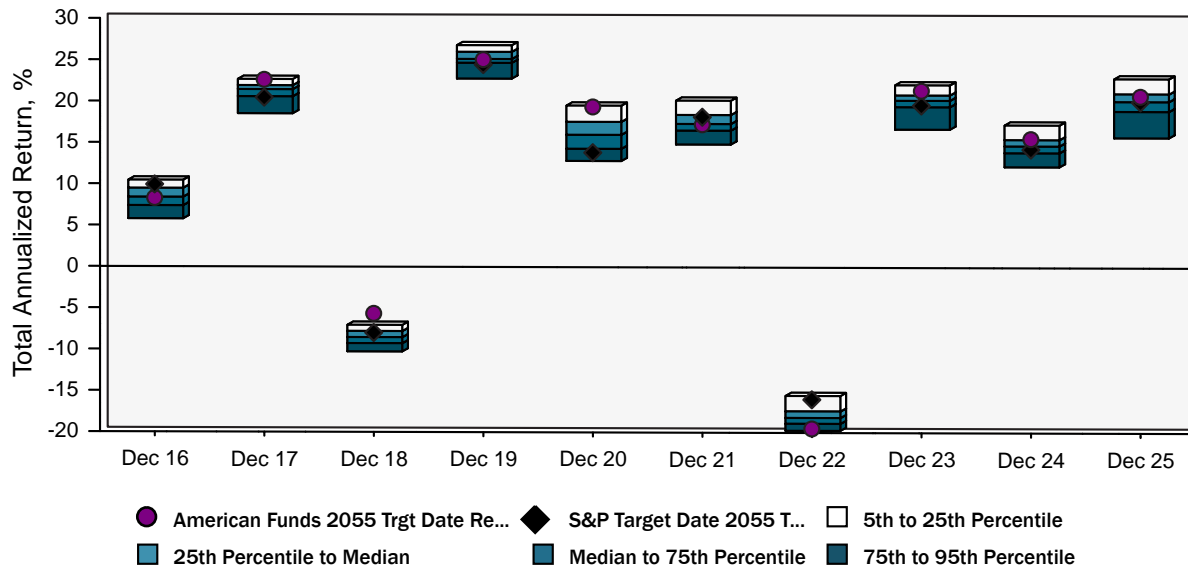 Total Annualized Return, %
30
25
20
15
10
5
0
-5
-10
-15
-20
Dec 16 Dec 17 Dec 18 Dec 19 Dec 20 Dec 21 Dec 22 Dec 23 Dec 24 Dec 25
American Funds 2055 Trgt Date Re... S&P Target Date 2055 T... 5th to 25th Percentile
25th Percentile to Median Median to 75th Percentile 75th to 95th Percentile